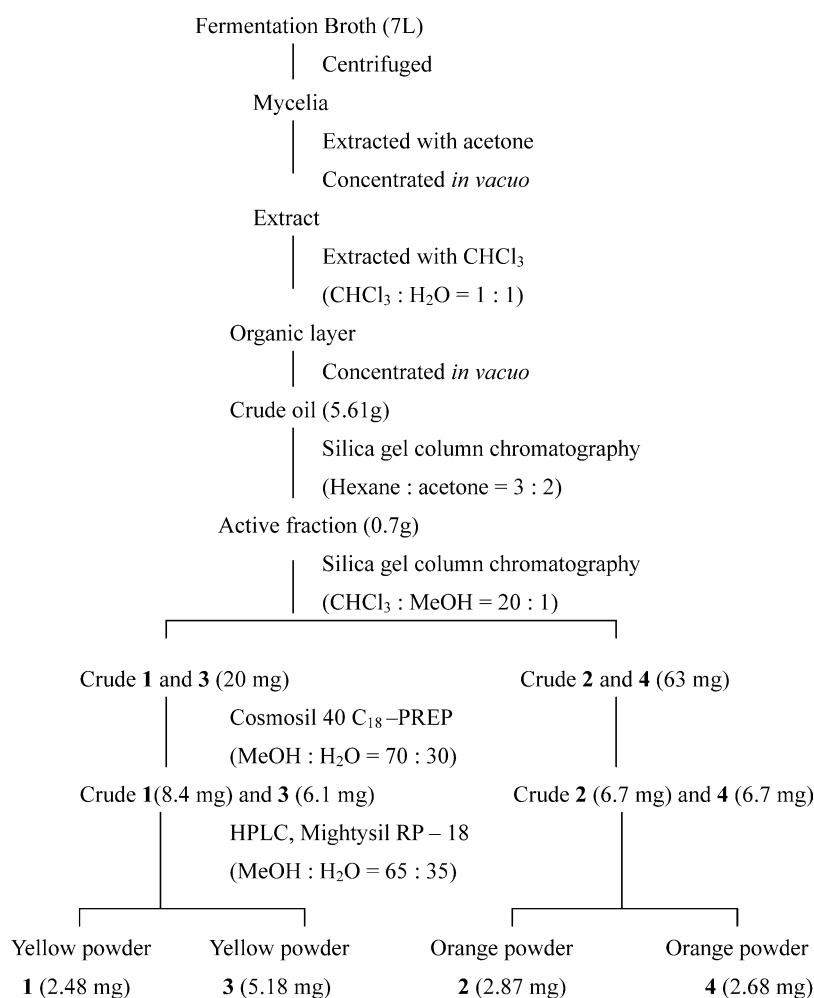 Fermentation Broth (7L)
Centrifuged
Mycelia
Extracted with acetone
Concentrated in vacuo
Extract
Extracted with CHCl₃
(CHCl₃ : H₂O = 1 : 1)
Organic layer
Concentrated in vacuo
Crude oil (5.61g)
Silica gel column chromatography
(Hexane : acetone = 3 : 2)
Active fraction (0.7g)
Silica gel column chromatography
(CHCl₃ : MeOH = 20 : 1)
Crude 1 and 3 (20 mg)
Crude 2 and 4 (63 mg)
Cosmosil 40 C₁₈–PREP
(MeOH : H₂O = 70 : 30)
Crude 1(8.4 mg) and 3 (6.1 mg)
Crude 2 (6.7 mg) and 4 (6.7 mg)
HPLC, Mightysil RP – 18
(MeOH : H₂O = 65 : 35)
Yellow powder
1 (2.48 mg)
Yellow powder
3 (5.18 mg)
Orange powder
2 (2.87 mg)
Orange powder
4 (2.68 mg)